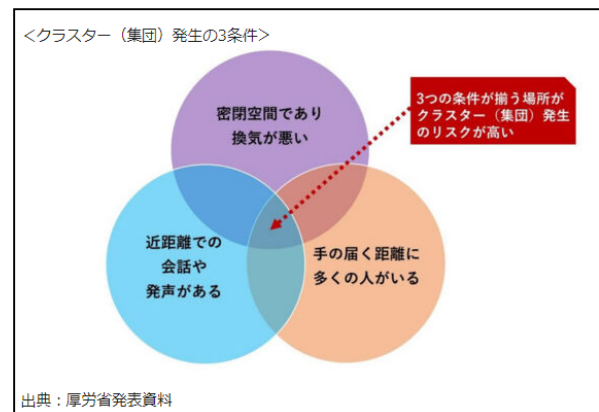 ＜クラスター（集団）発生の3条件＞
密閉空間であり
換気が悪い
3つの条件が揃う場所が
クラスター（集団）発生
のリスクが高い
近距離での
会話や
発声がある
手の届く距離に
多くの人がいる
出典：厚労省発表資料